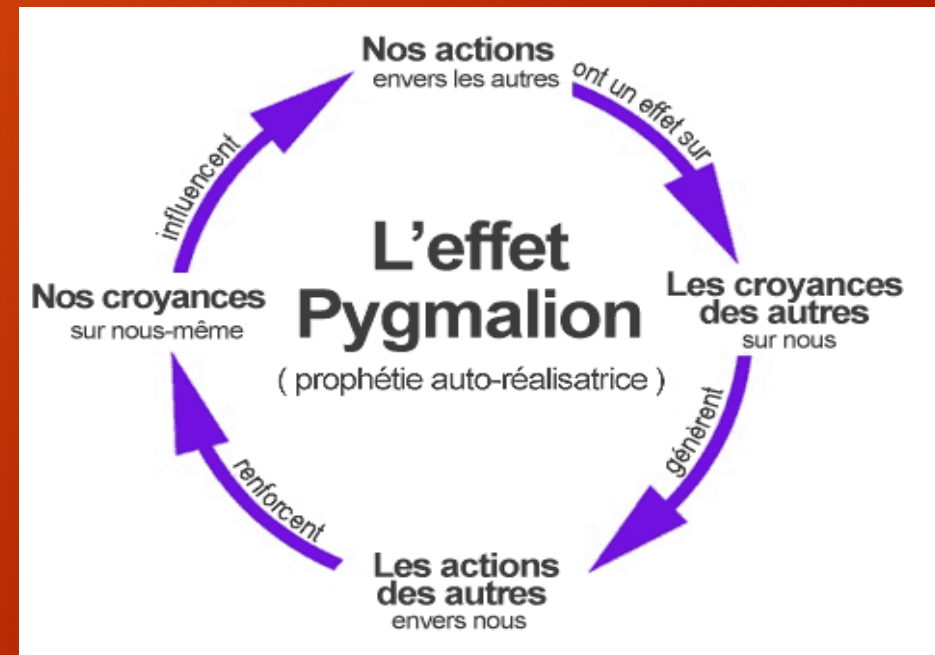 Nos actions
envers les autres
ont un effet sur
influencent
L'effet
Pygmalion
( prophétie auto-réalisatrice )
Nos croyances
sur nous-même
Les croyances
des autres
sur nous
génèrent
renforcent
Les actions
des autres
envers nous